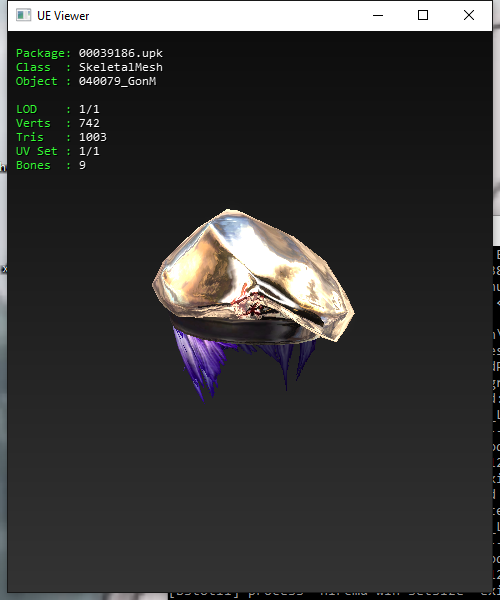 UE Viewer
Package: 00039186.upk
Class : SkeletalMesh
Object : 040079_GonM
LOD : 1/1
Verts : 742
Tris : 1003
UV Set : 1/1
Bones : 9